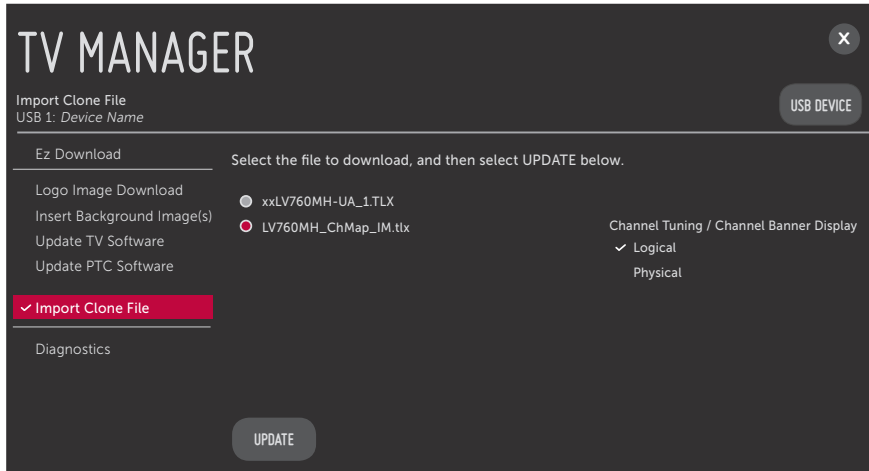 TV MANAGER
X
Import Clone File
USB 1: Device Name
USB DEVICE
Ez Download
Select the file to download, and then select UPDATE below.
Logo Image Download
Insert Background Image(s)
Update TV Software
Update PTC Software
Import Clone File
Diagnostics
xxLV760MH-UA_1.TLX
LV760MH_ChMap_IM.tlx
Channel Tuning / Channel Banner Display
Logical
Physical
UPDATE